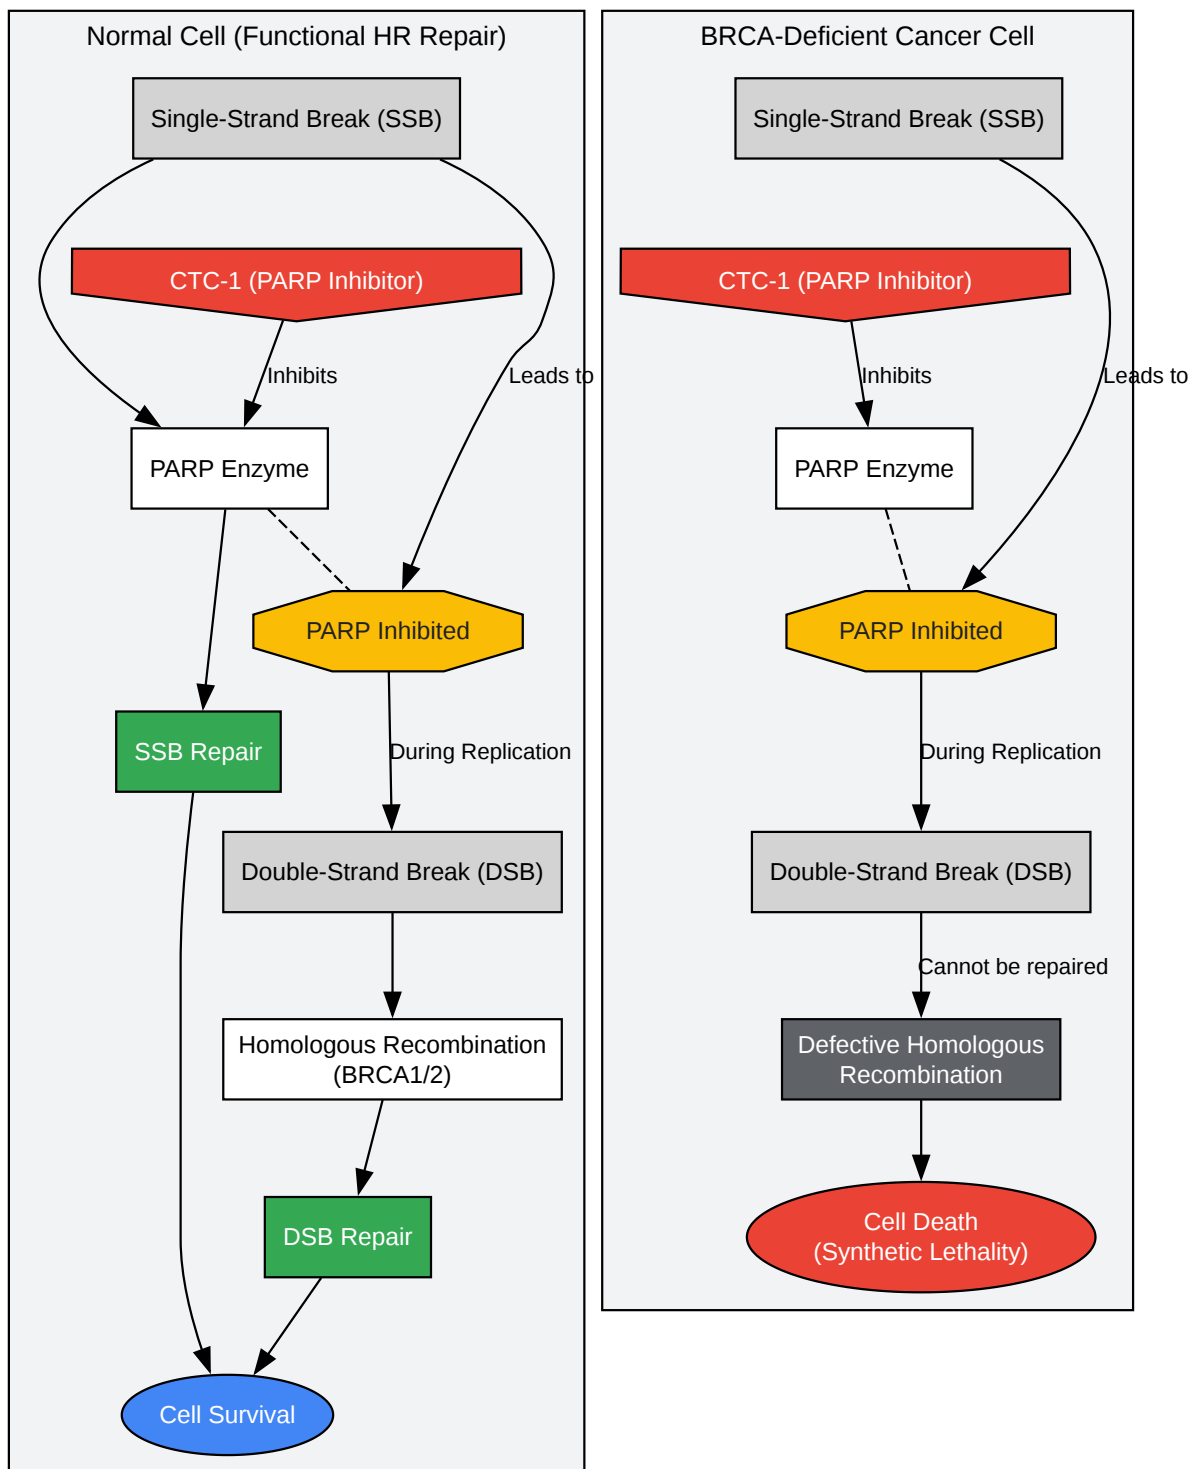 Normal Cell (Functional HR Repair)
Single-Strand Break (SSB)
CTC-1 (PARP Inhibitor)
Inhibits
Leads to
PARP Enzyme
PARP Inhibited
SSB Repair
During Replication
Double-Strand Break (DSB)
Homologous Recombination
(BRCA1/2)
DSB Repair
Cell Survival
BRCA-Deficient Cancer Cell
Single-Strand Break (SSB)
CTC-1 (PARP Inhibitor)
Inhibits
Leads to
PARP Enzyme
PARP Inhibited
During Replication
Double-Strand Break (DSB)
Cannot be repaired
Defective Homologous
Recombination
Cell Death
(Synthetic Lethality)